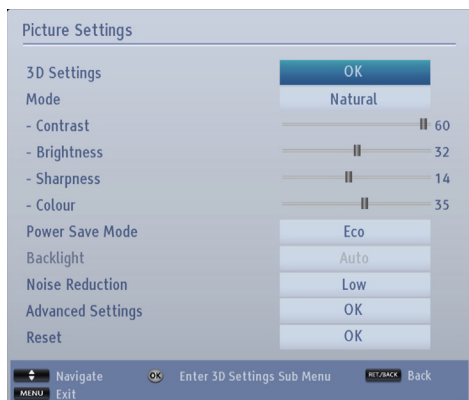 Picture Settings
3D Settings OK
Mode Natural
- Contrast 60
- Brightness 32
- Sharpness 14
- Colour 35
Power Save Mode Eco
Backlight Auto
Noise Reduction Low
Advanced Settings OK
Reset OK
Navigate OK Enter 3D Settings Sub Menu RET./BACK Back
MENU Exit